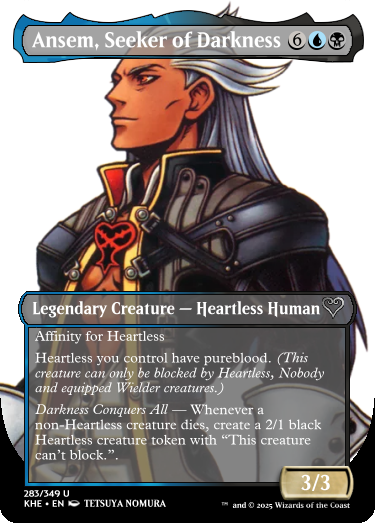 Ansem, Seeker of Darkness 6
Legendary Creature — Heartless Human
Affinity for Heartless
Heartless you control have pureblood. (This
creature can only be blocked by Heartless, Nobody
and equipped Wielder creatures.)
Darkness Conquers All — Whenever a
non-Heartless creature dies, create a 2/1 black
Heartless creature token with “This creature
can’t block.”.
3/3
283/349 U
KHE • EN TETSUYA NOMURA
™ and © 2025 Wizards of the Coast